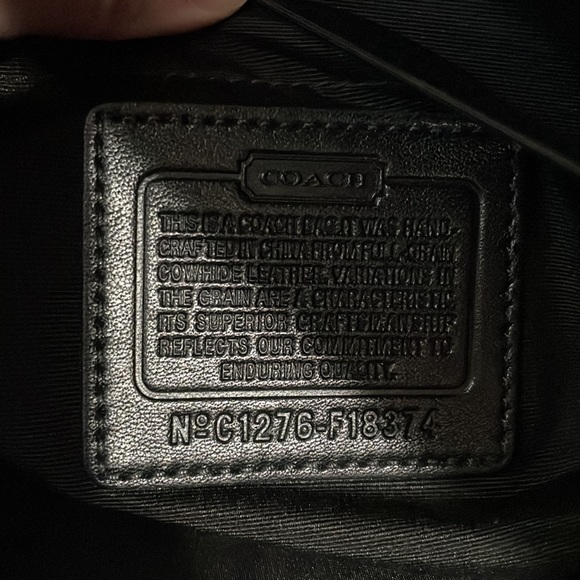 COACH
THIS IS A COACH BAG. IT WAS HAND-
CRAFTED IN CHINA FROM FULL GRAIN
COWHIDE LEATHER. VARIATIONS IN
THE GRAIN ARE A CHARACTERISTIC.
ITS SUPERIOR CRAFTSMANSHIP
REFLECTS OUR COMMITMENT TO
ENDURING QUALITY.
Nº C1276-F18374